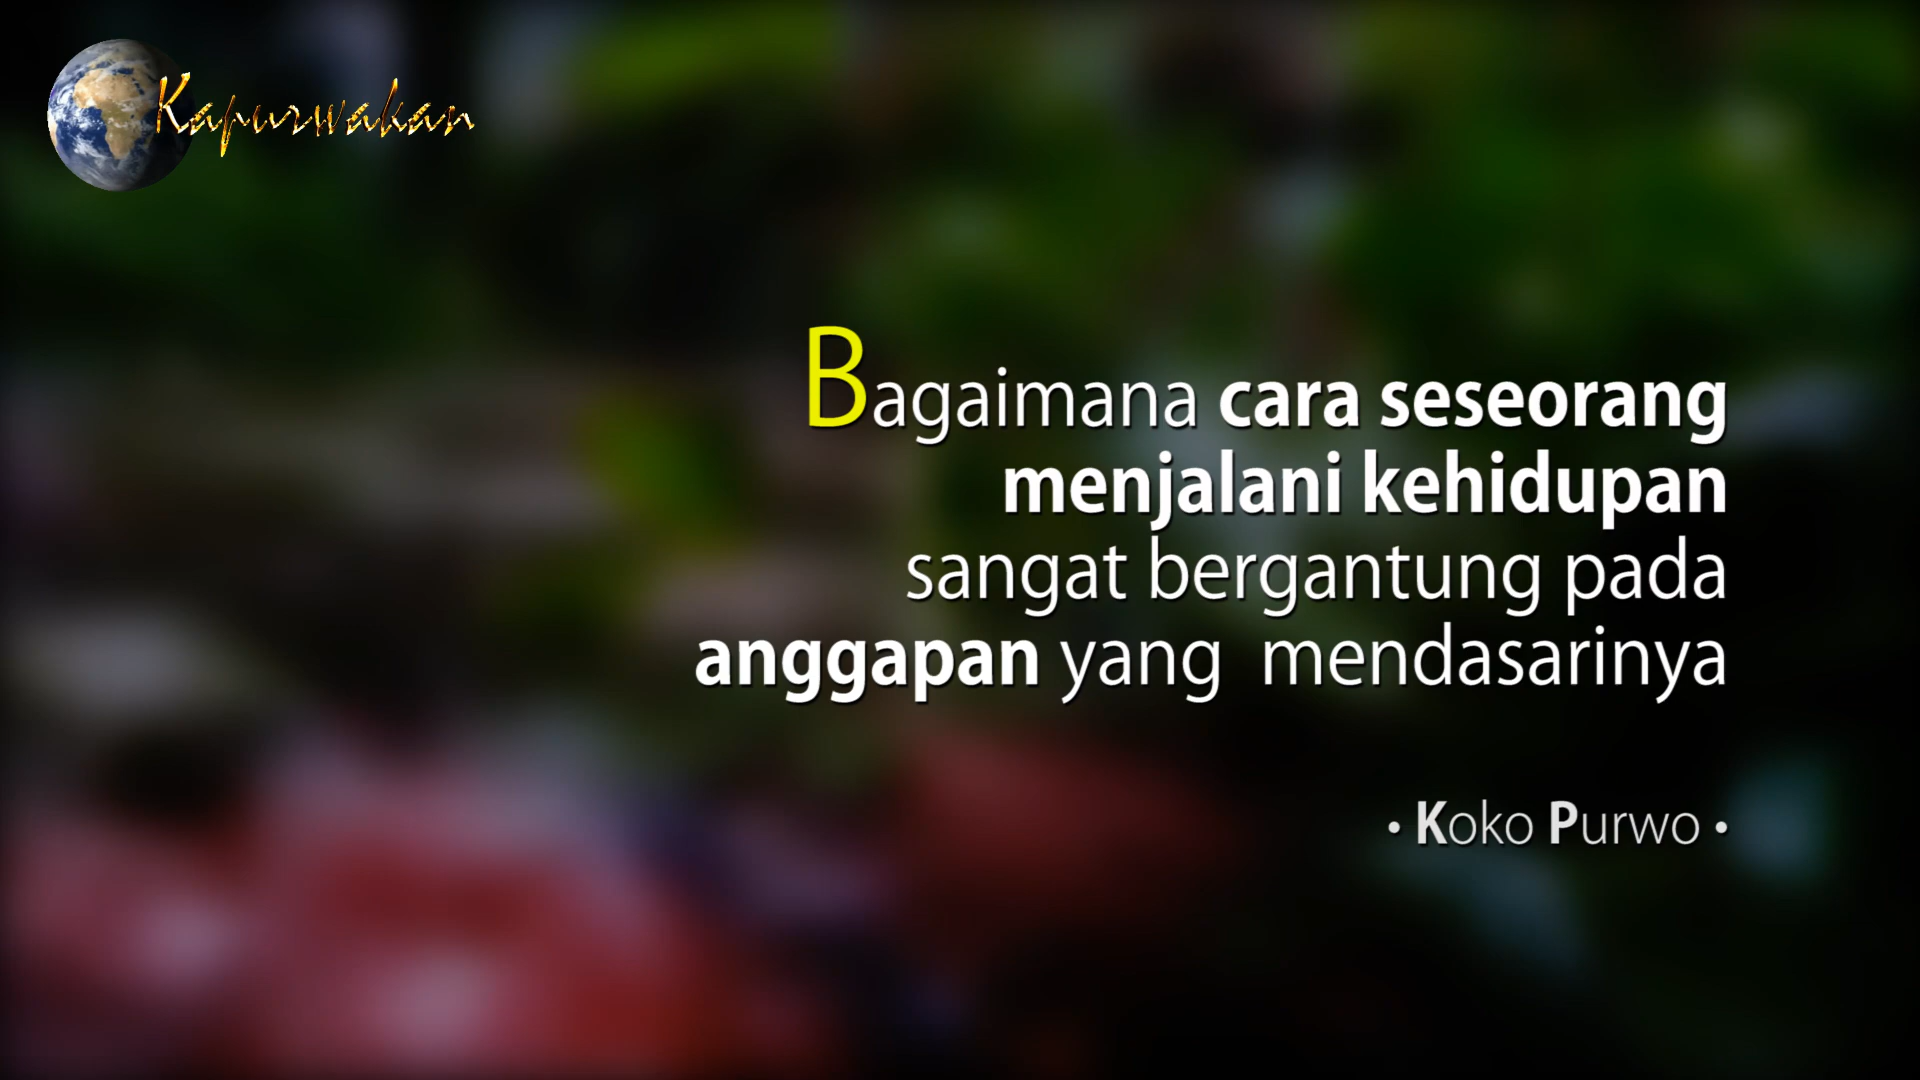 Kapurwakan
Bagaimana cara seseorang
menjalani kehidupan
sangat bergantung pada
anggapan yang  mendasarinya
• Koko Purwo •